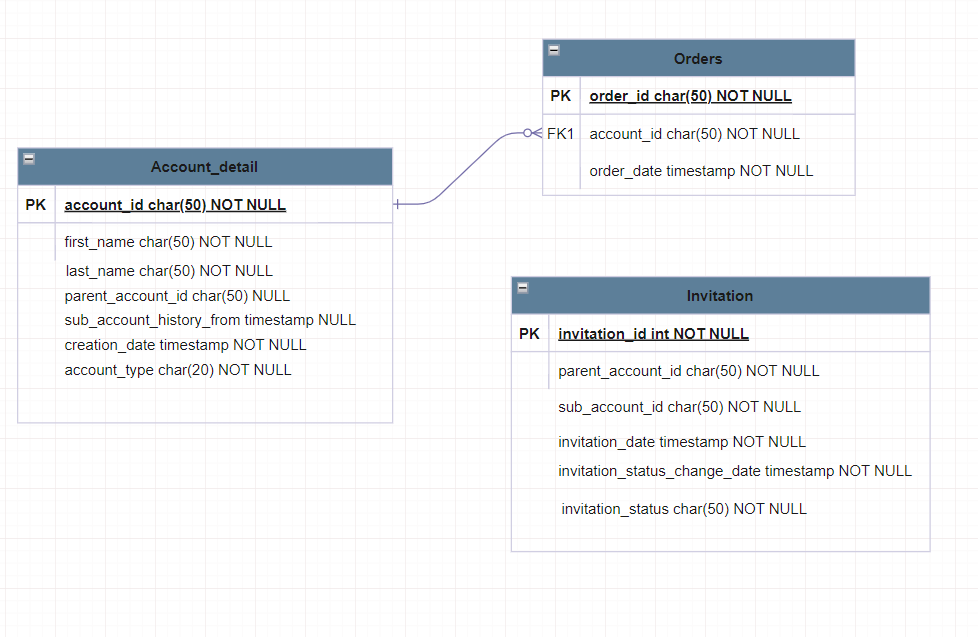 Orders
PK order_id char(50) NOT NULL
FK1 account_id char(50) NOT NULL
order_date timestamp NOT NULL
Account_detail
PK account_id char(50) NOT NULL
first_name char(50) NOT NULL
last_name char(50) NOT NULL
parent_account_id char(50) NULL
sub_account_history_from timestamp NULL
creation_date timestamp NOT NULL
account_type char(20) NOT NULL
Invitation
PK invitation_id int NOT NULL
parent_account_id char(50) NOT NULL
sub_account_id char(50) NOT NULL
invitation_date timestamp NOT NULL
invitation_status_change_date timestamp NOT NULL
invitation_status char(50) NOT NULL